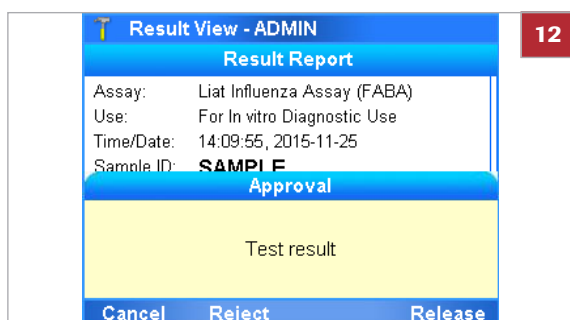 Result View - ADMIN
12
Result Report
Assay: Liat Influenza Assay (FABA)
Use: For In vitro Diagnostic Use
Time/Date: 14:09:55, 2015-11-25
Sample ID: SAMPLE
Approval
Test result
Cancel Reject Release